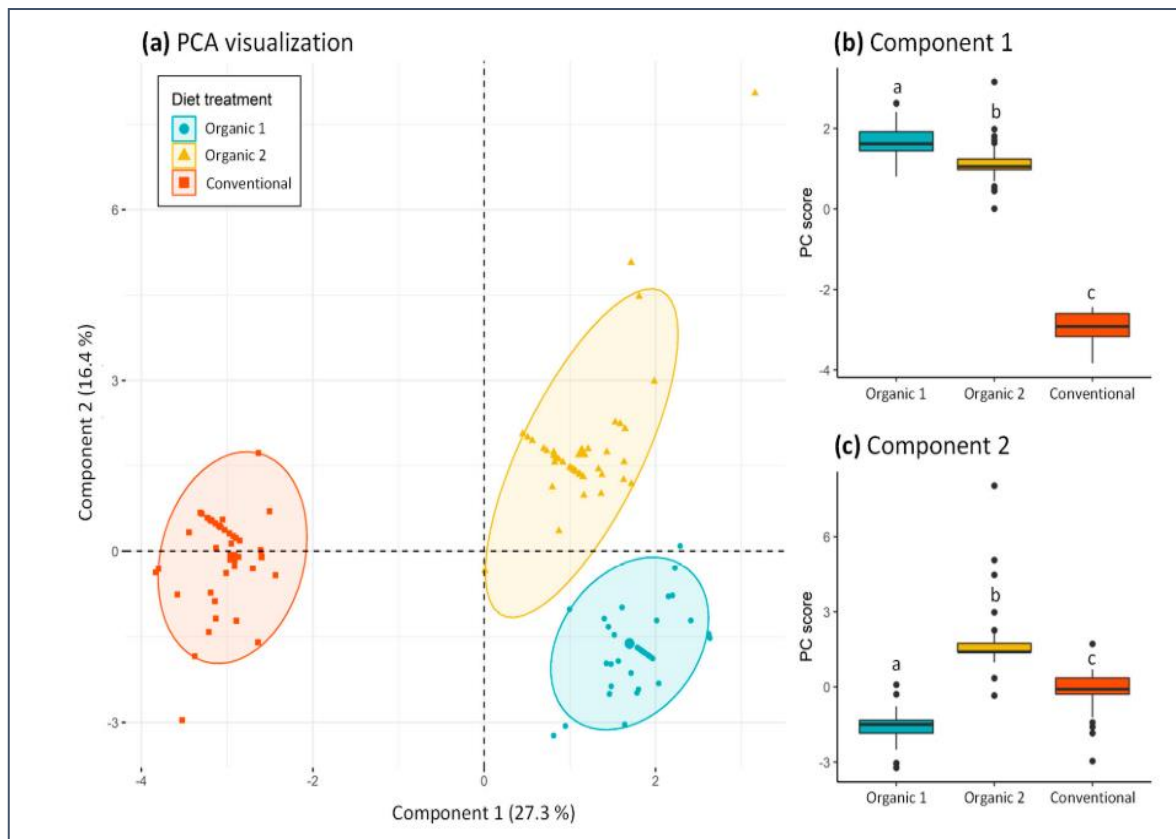 (a) PCA visualization
Diet treatment
Organic 1
Organic 2
Conventional
6
3
0
-3
Component 2 (16.4 %)
-4
-2
0
2
Component 1 (27.3 %)
(b) Component 1
a
b
c
2
0
-2
-4
PC score
Organic 1
Organic 2
Conventional
(c) Component 2
a
b
c
6
3
0
-3
PC score
Organic 1
Organic 2
Conventional